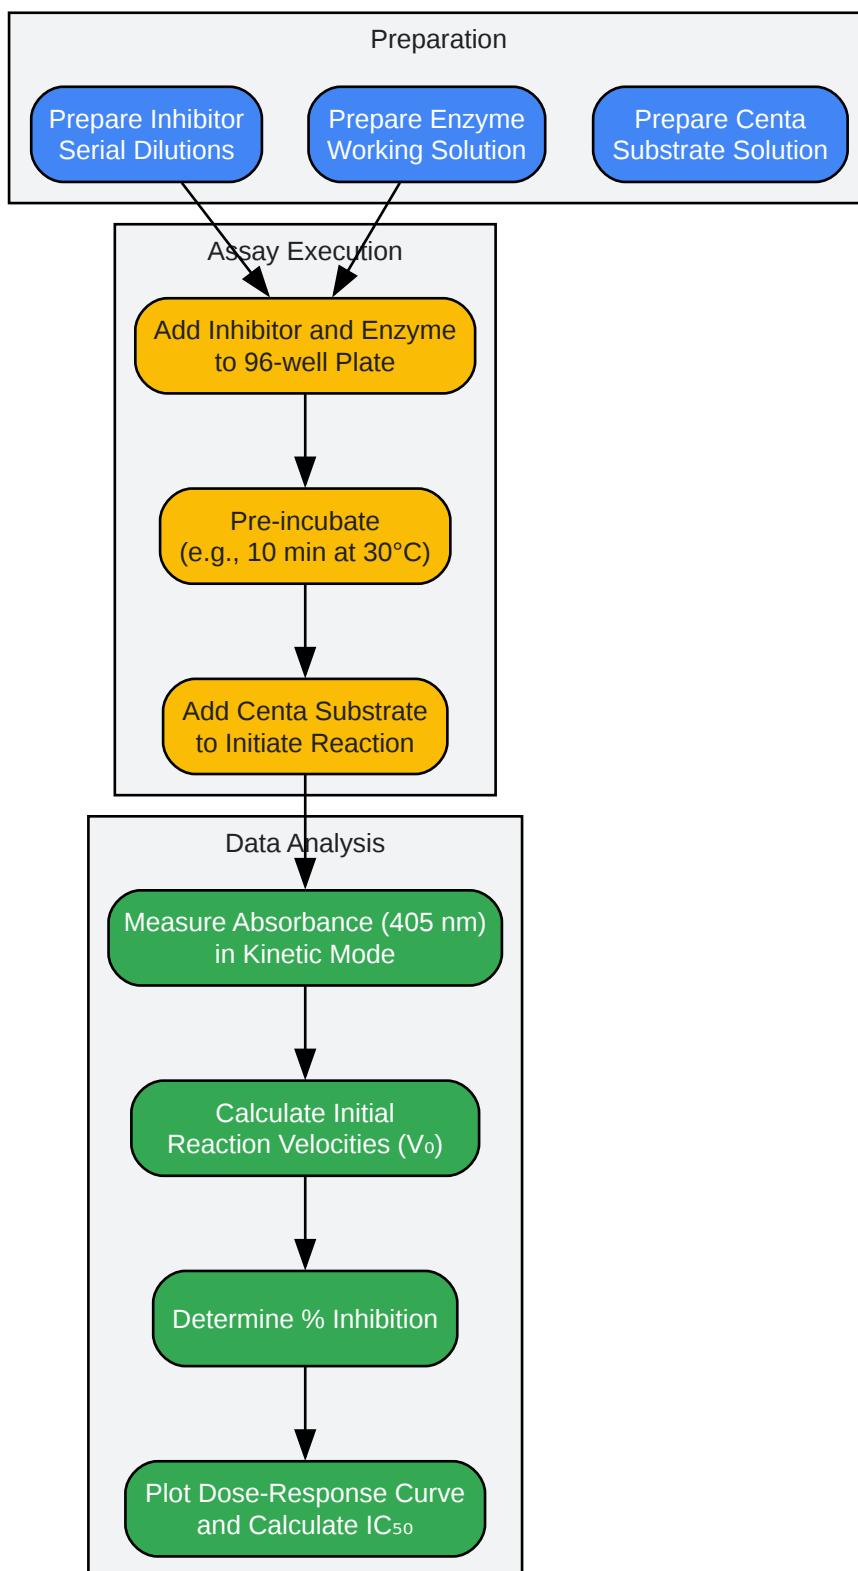 Preparation
Prepare Inhibitor
Serial Dilutions
Prepare Enzyme
Working Solution
Prepare Centa
Substrate Solution
Assay Execution
Add Inhibitor and Enzyme
to 96-well Plate
Pre-incubate
(e.g., 10 min at 30°C)
Add Centa Substrate
to Initiate Reaction
Data Analysis
Measure Absorbance (405 nm)
in Kinetic Mode
Calculate Initial
Reaction Velocities (V₀)
Determine % Inhibition
Plot Dose-Response Curve
and Calculate IC₅₀